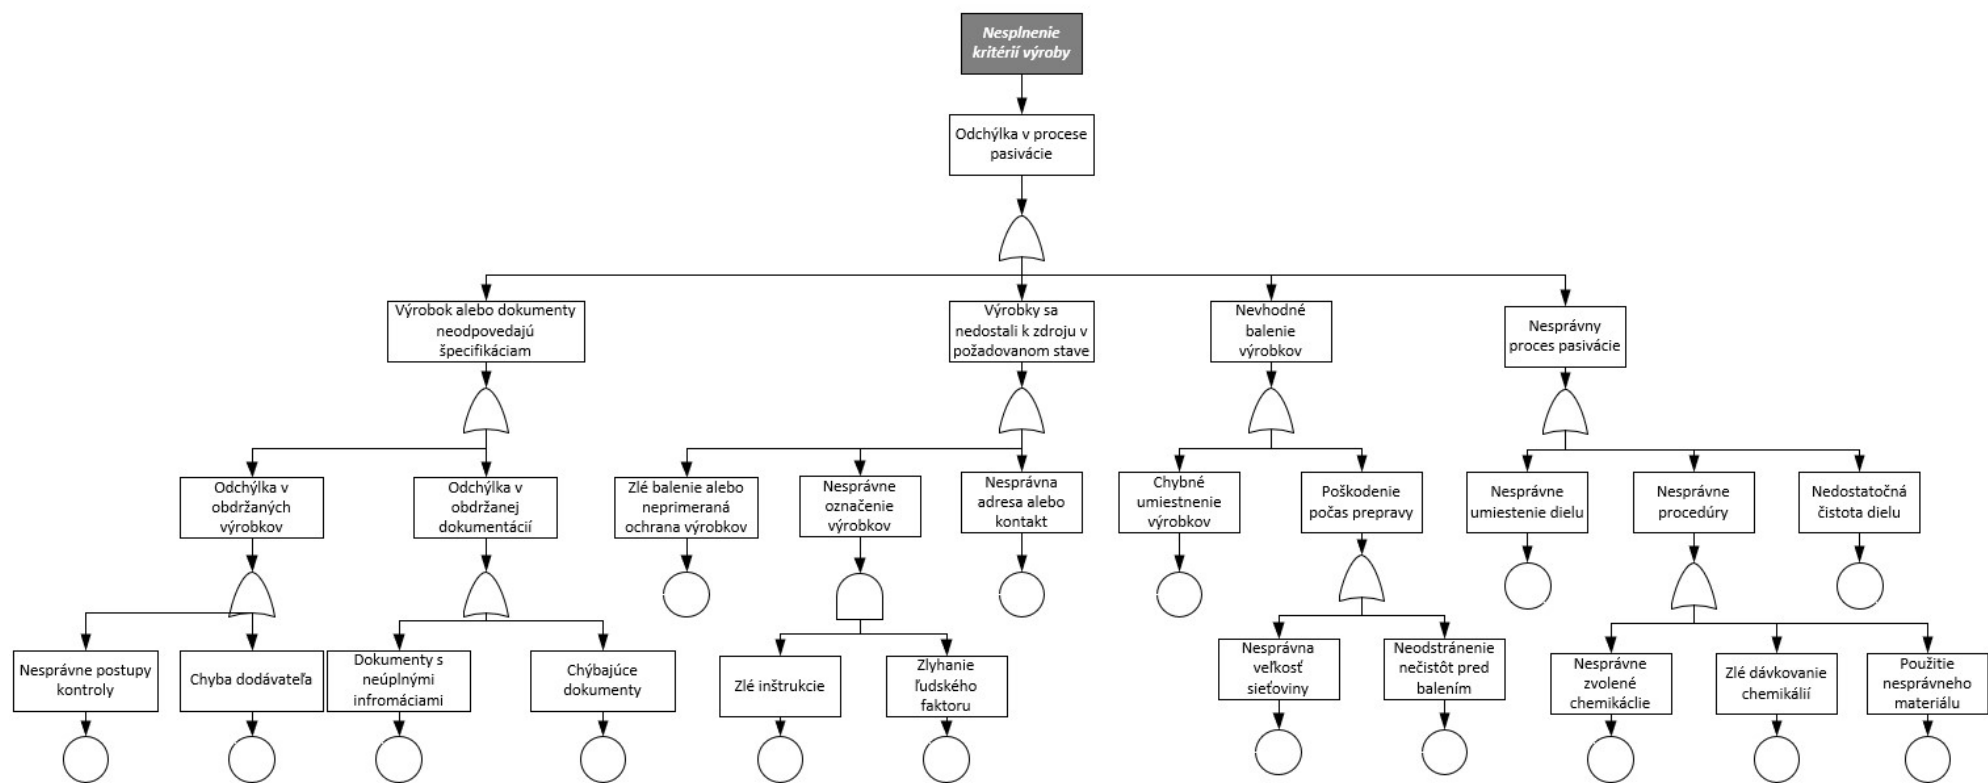 Nesplnenie
kritérií výroby
Odchýlka v procese
pasivácie
Výrobok alebo dokumenty
neodpovedajú
špecifikáciam
Výrobky sa
nedostali k zdroju v
požadovanom stave
Nevhodné
balenie
výrobkov
Nesprávny
proces pasivácie
Odchýlka v
obdržaných
výrobkov
Odchýlka v
obdržanej
dokumentácií
Zlé balenie alebo
neprimeraná
ochrana výrobkov
Nesprávne
označenie
výrobkov
Nesprávna
adresa alebo
kontakt
Chybné
umiestnenie
výrobkov
Poškodenie
počas prepravy
Nesprávne
umiestenie dielu
Nesprávne
procedúry
Nedostatočná
čistota dielu
Nesprávne postupy
kontroly
Chyba dodávateľa
Dokumenty s
neúplnými
infromáciami
Chýbajúce
dokumenty
Zlé inštrukcie
Zlyhanie
ľudského
faktoru
Nesprávna
veľkosť
sieťoviny
Neodstránenie
nečistôt pred
balením
Nesprávne
zvolené
chemikáclie
Zlé dávkovanie
chemikálií
Použitie
nesprávneho
materiálu